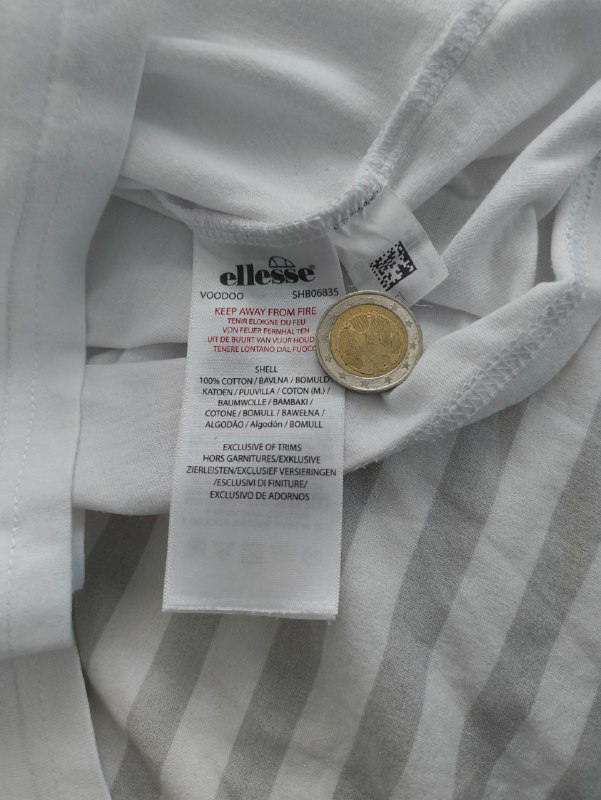 ellesse
VOODOO SHB06835
KEEP AWAY FROM FIRE
TENIR ELOIGNE DU FEU
VON FEUER FERNHALTEN
UIT DE BUURT VAN VUUR HOUD
TENERE LONTANO DAL FUOCO
SHELL
100% COTTON / BAVLNA / BOMULD
KATOEN / PUUVILLA / COTON (M.) /
BAUMWOLLE / BAMBAKI /
COTONE / BOMULL / BAWEŁNA /
ALGODÃO / Algodón / BOMULL
EXCLUSIVE OF TRIMS
HORS GARNITURES/EXKLUSIVE
ZIERLEISTEN/EXCLUSIEF VERSIERINGEN
/ESCLUSIVI DI FINITURE/
EXCLUSIVO DE ADORNOS